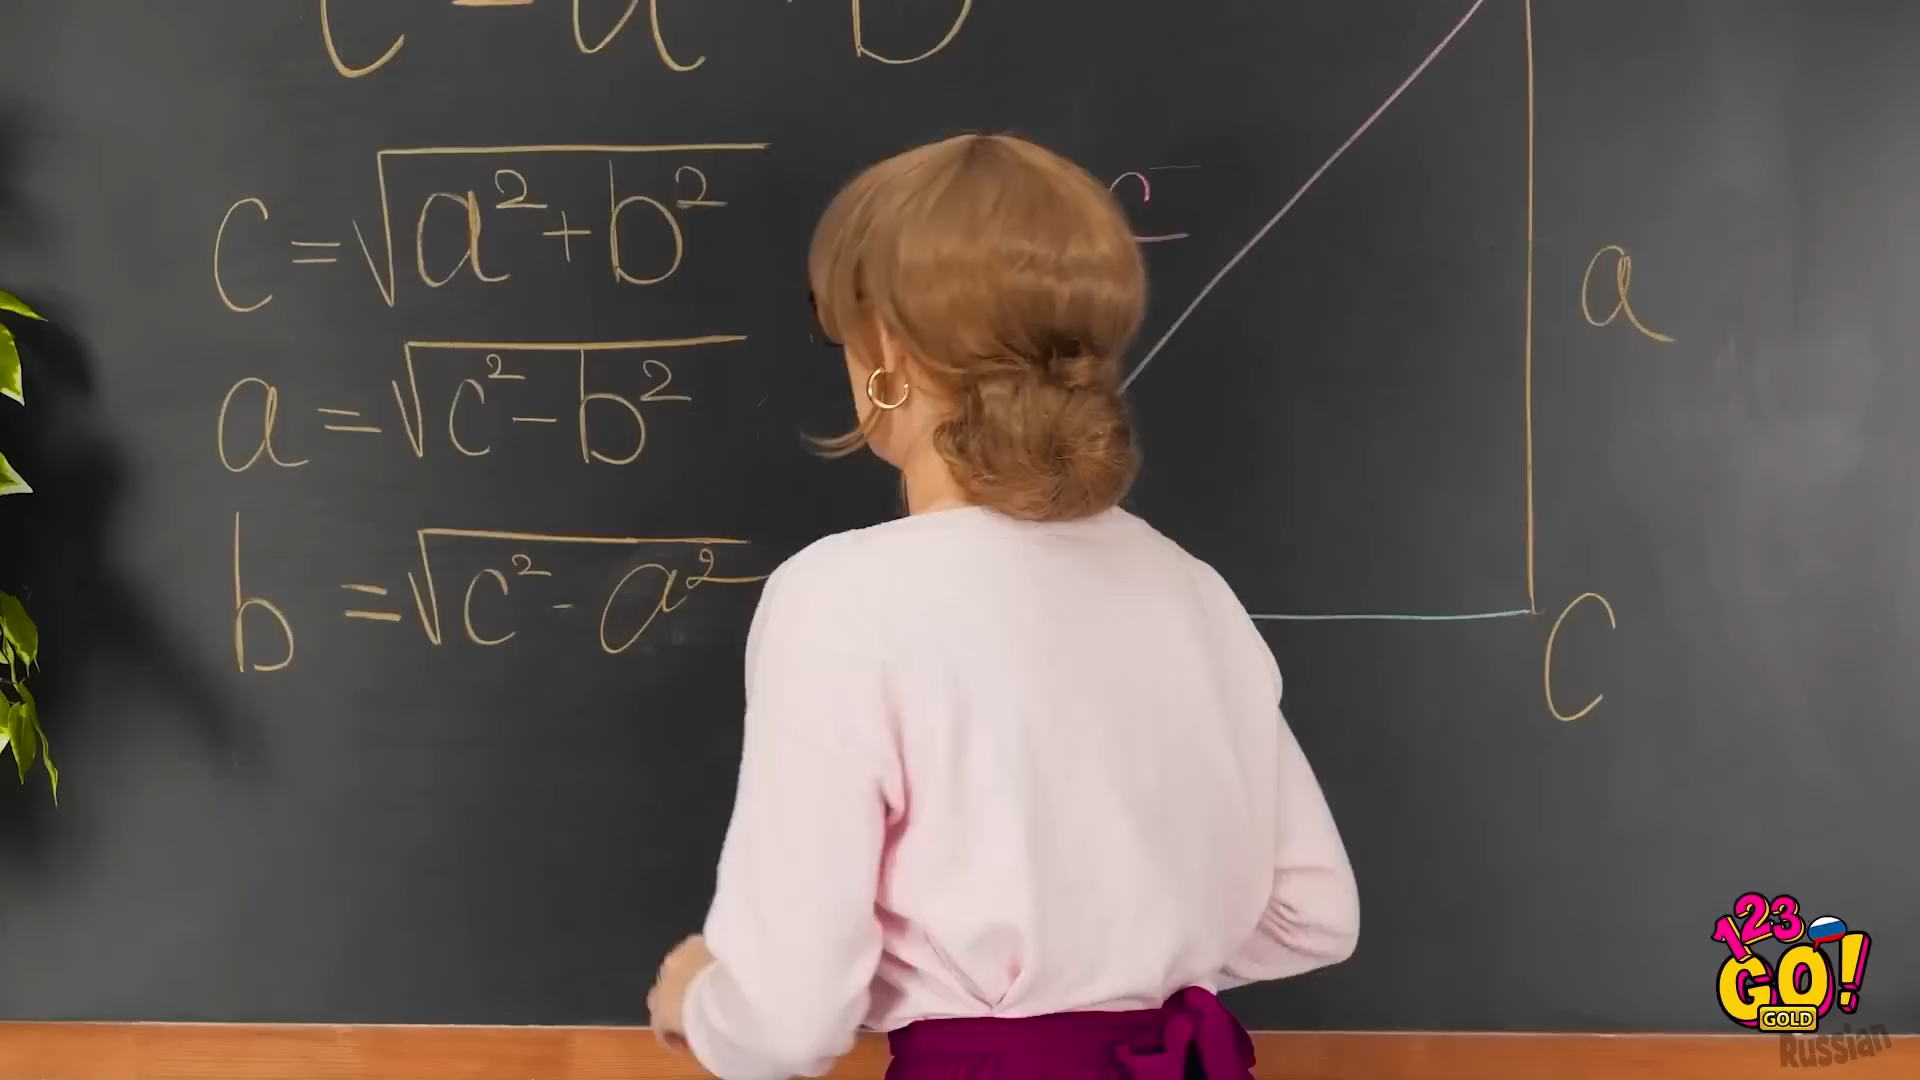 c = √a²+b²
a = √c²-b²
b = √c²-a²
c
a
C
123
GO!
GOLD
Russian